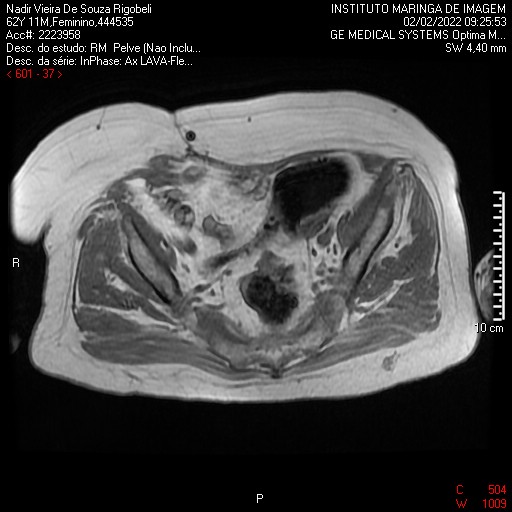 Nadir Vieira De Souza Rigobeli
62Y 11M,Feminino,444535
Acc#: 2223958
Desc. do estudo: RM Pelve (Nao Inclu...
Desc. da série: InPhase: Ax LAVA-Fle...
< 601 - 37 >
INSTITUTO MARINGA DE IMAGEM
02/02/2022 09:25:53
GE MEDICAL SYSTEMS Optima M...
SW 4,40 mm
R
10 cm
P
C 504
W 1009